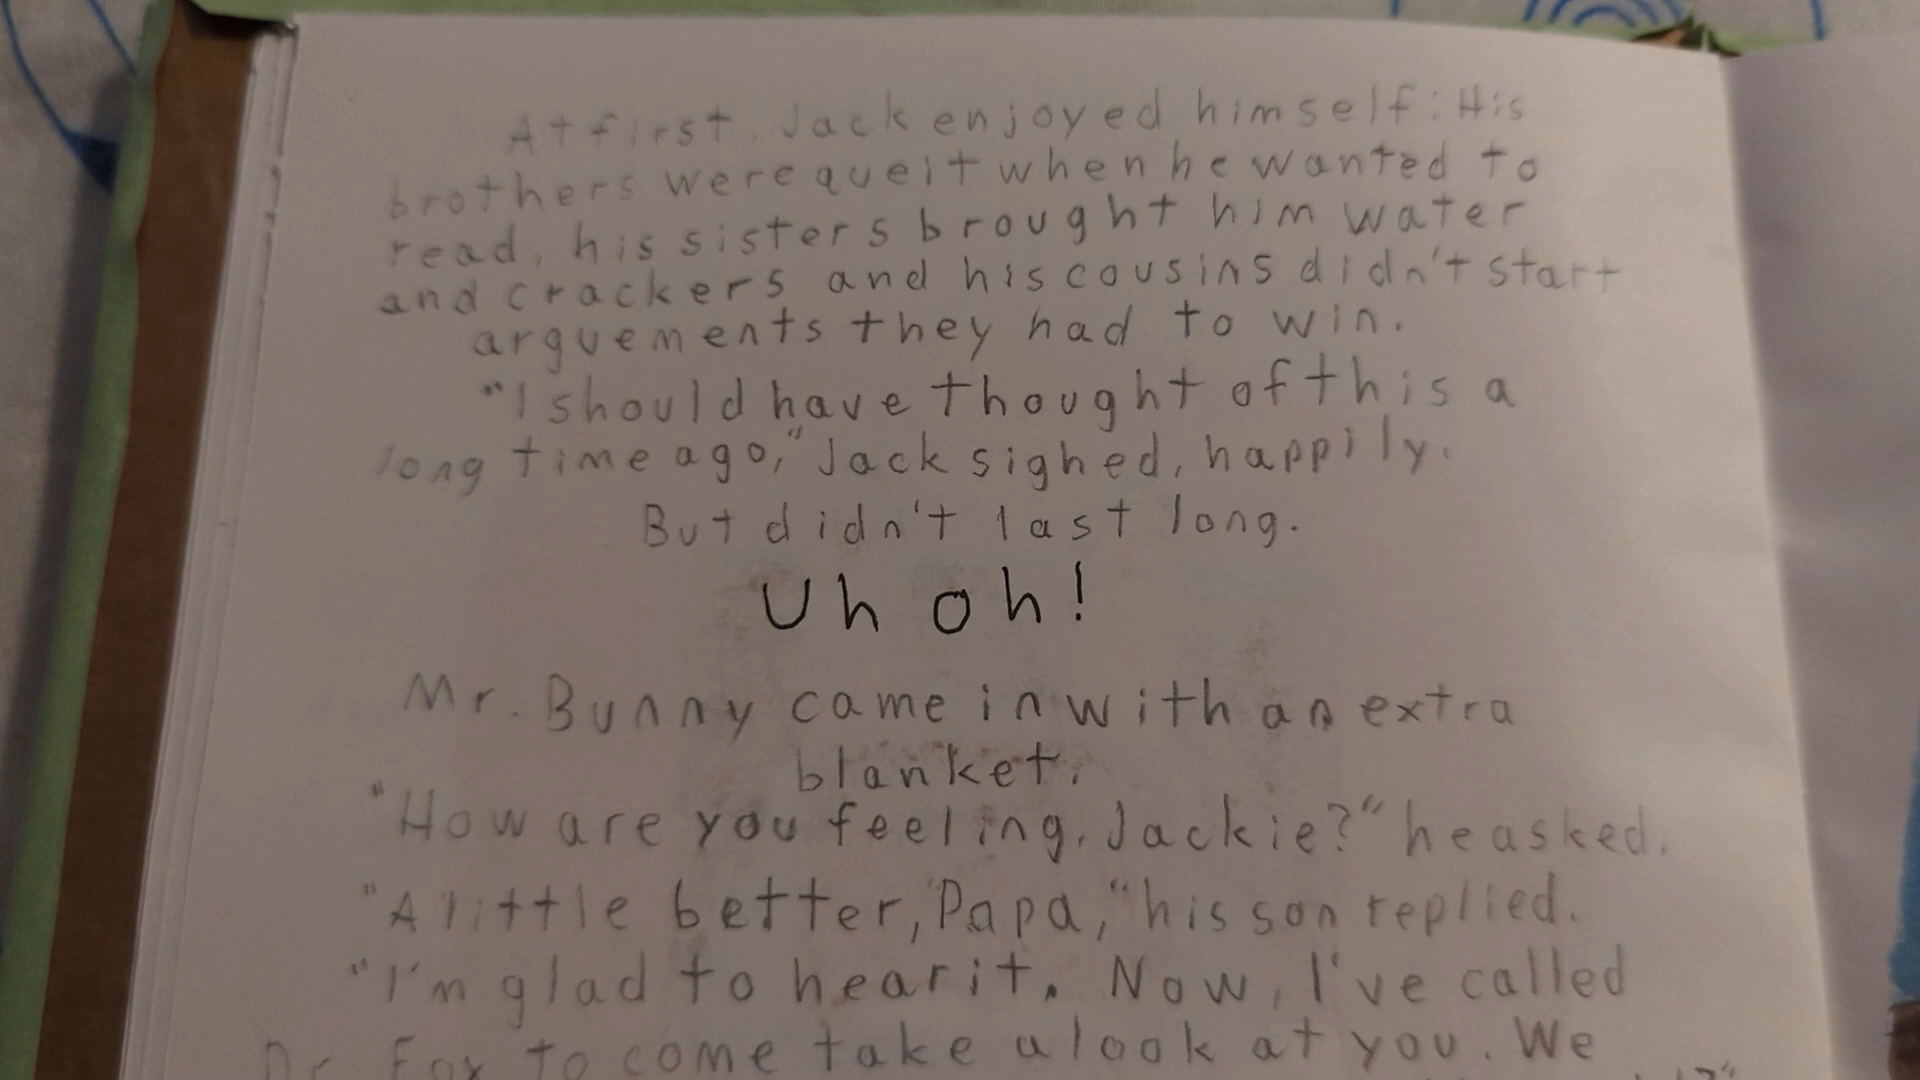 At first, Jack enjoyed himself: His
brothers were queit when he wanted to
read, his sisters brought him water
and crackers and his cousins didn't start
arguements they had to win.
"I should have thought of this a
long time ago," Jack sighed, happily.
But didn't last long.
Uh oh!
Mr. Bunny came in with an extra
blanket.
"How are you feeling, Jackie?" he asked.
"A little better, Papa," his son replied.
"I'm glad to hear it. Now, I've called
Dr. Fox to come take a look at you. We